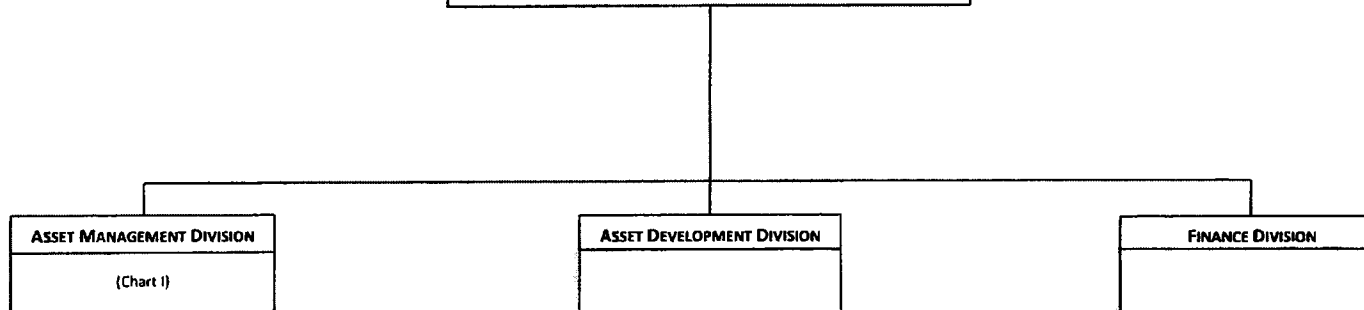 ASSET MANAGEMENT DIVISION
(Chart I)
ASSET DEVELOPMENT DIVISION
FINANCE DIVISION